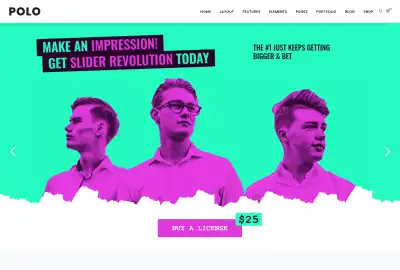 POLO
HOME LAYOUT FEATURES ELEMENTS PAGES PORTFOLIO BLOG SHOP
MAKE AN IMPRESSION!
GET SLIDER REVOLUTION TODAY
THE #1 JUST KEEPS GETTING
BIGGER & BET
$25
BUY A LICENSE